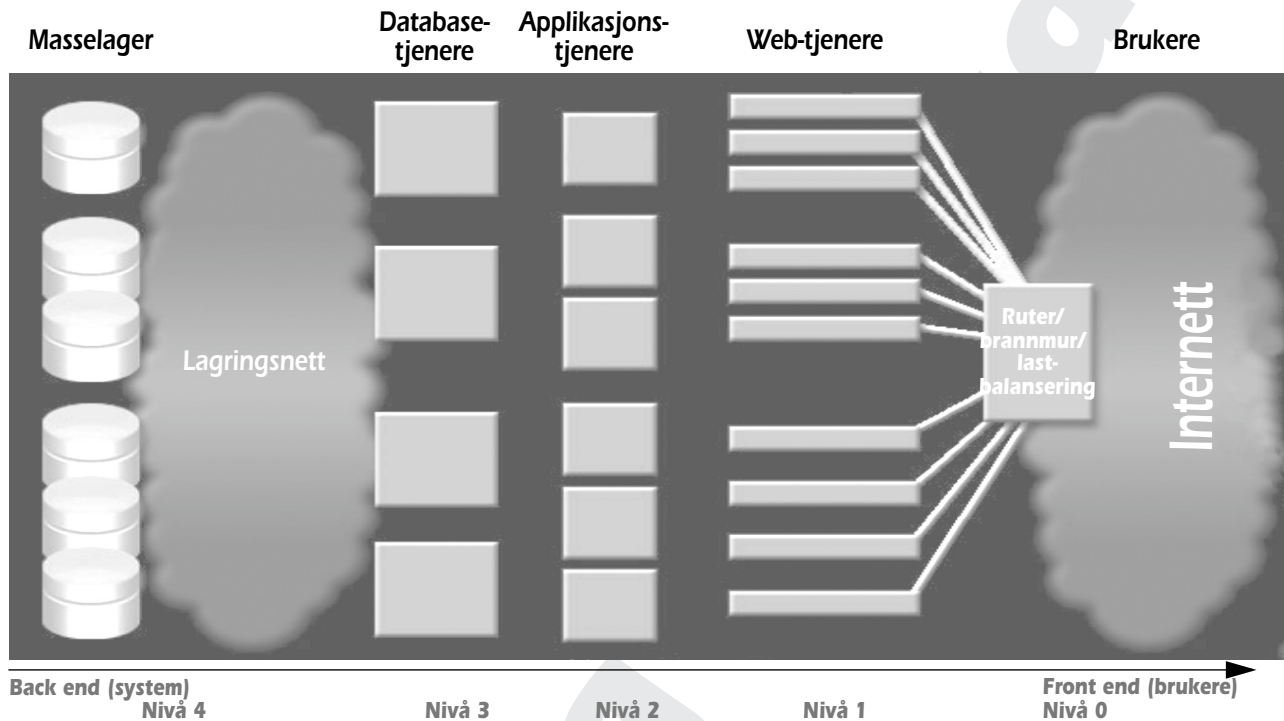 Masselager
Database-
tjenere
Applikasjons-
tjenere
Web-tjenere
Brukere
Lagringsnett
Ruter/
brannmur/
last-
balansering
Internett
Back end (system)
Front end (brukere)
Nivå 4
Nivå 3
Nivå 2
Nivå 1
Nivå 0